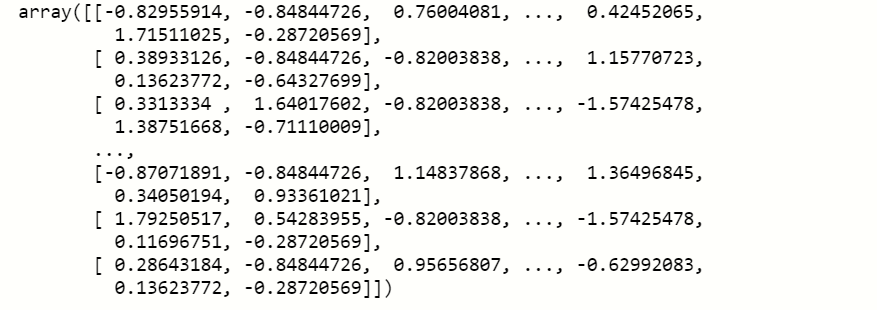 array([[-0.82955914, -0.84844726,  0.76004081, ...,  0.42452065,
         1.71511025, -0.28720569],
       [ 0.38933126, -0.84844726, -0.82003838, ...,  1.15770723,
         0.13623772, -0.64327699],
       [ 0.3313334 ,  1.64017602, -0.82003838, ..., -1.57425478,
         1.38751668, -0.71110009],
       ...,
       [-0.87071891, -0.84844726,  1.14837868, ...,  1.36496845,
         0.34050194,  0.93361021],
       [ 1.79250517,  0.54283955, -0.82003838, ..., -1.57425478,
         0.11696751, -0.28720569],
       [ 0.28643184, -0.84844726,  0.95656807, ..., -0.62992083,
         0.13623772, -0.28720569]])